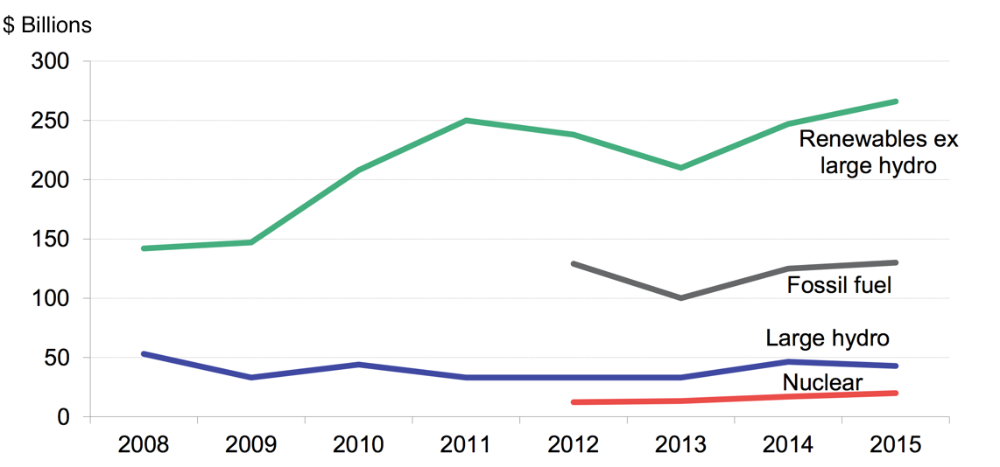 $ Billions
300
250
200
150
100
50
0
Renewables ex
large hydro
Fossil fuel
Large hydro
Nuclear
2008 2009 2010 2011 2012 2013 2014 2015